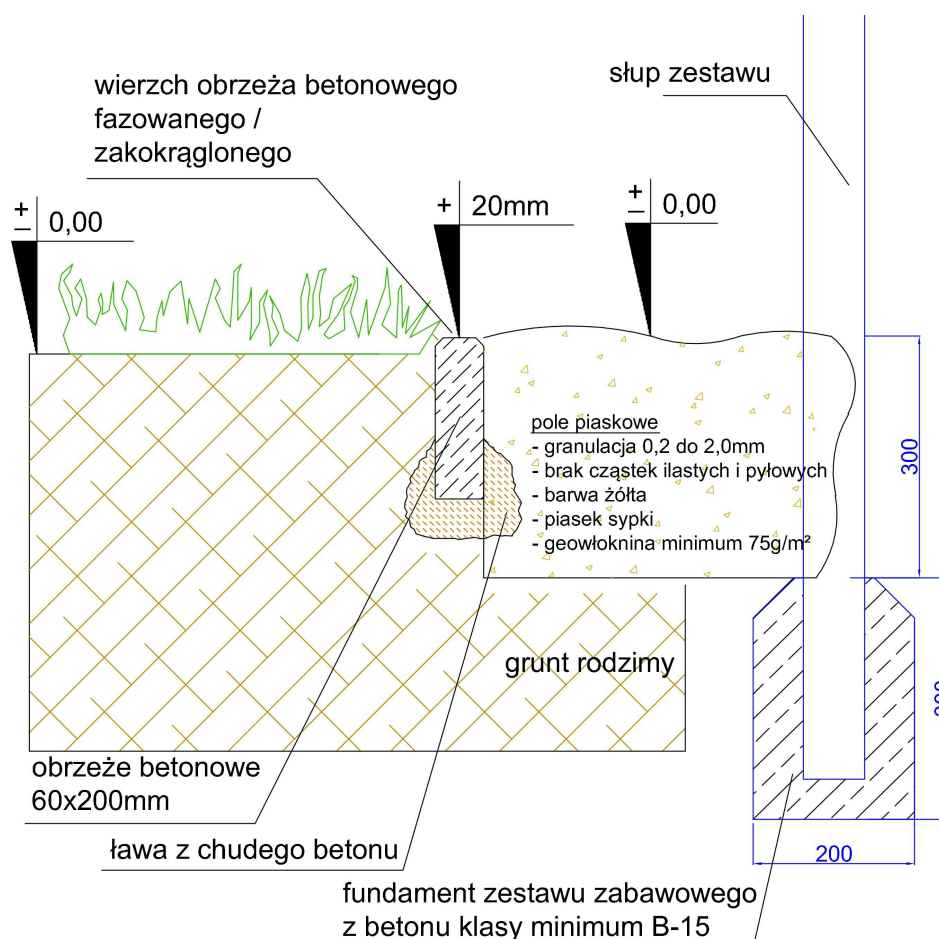 wierzch obrzeża betonowego
fazowanego /
zakokrąglonego
słup zestawu
± 0,00
+ 20mm
± 0,00
pole piaskowe
- granulacja 0,2 do 2,0mm
- brak cząstek ilastych i pyłowych
- barwa żółta
- piasek sypki
- geowłoknina minimum 75g/m²
300
grunt rodzimy
obrzeże betonowe
60x200mm
ława z chudego betonu
200
fundament zestawu zabawowego
z betonu klasy minimum B-15